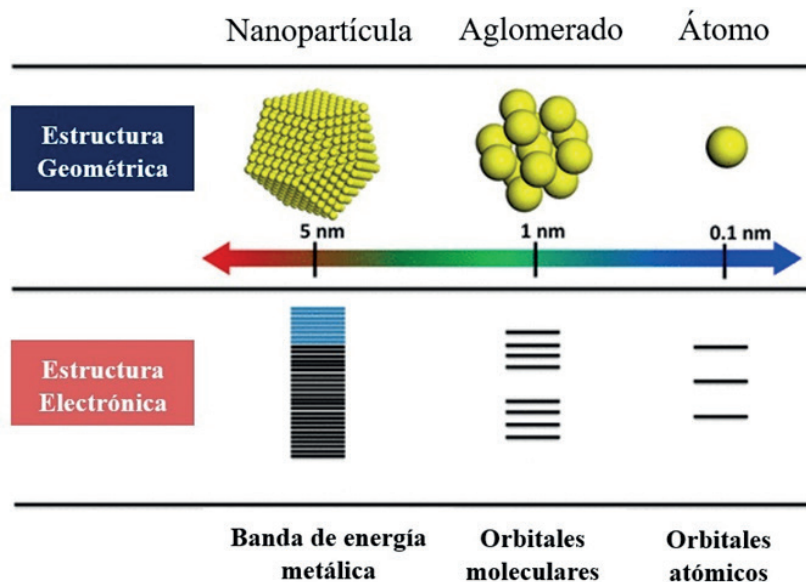 Nanopartícula Aglomerado Átomo
Estructura
Geométrica
5 nm 1 nm 0.1 nm
Estructura
Electrónica
Banda de energía
metálica
Orbitales
moleculares
Orbitales
atómicos